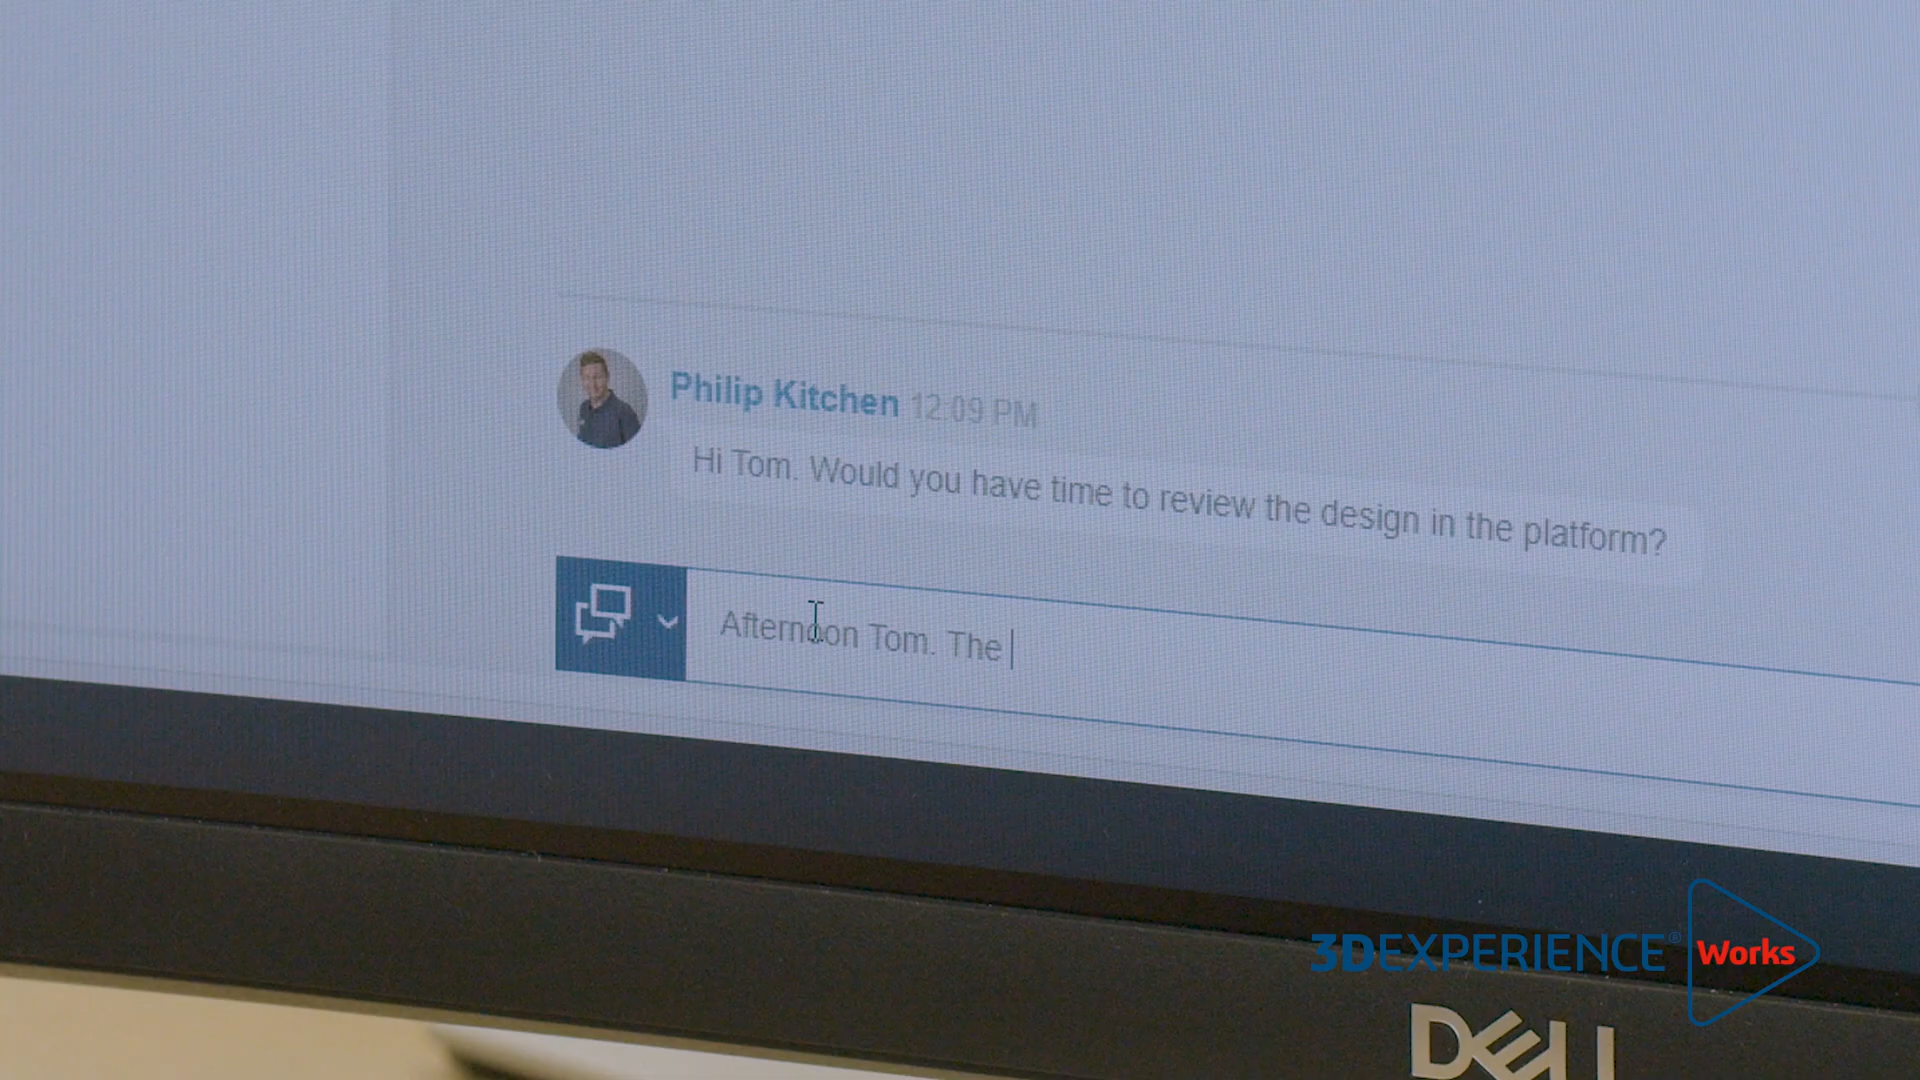 Philip Kitchen 12:09 PM
Hi Tom. Would you have time to review the design in the platform?
Afternoon Tom. The
3DEXPERIENCE® Works
DELL